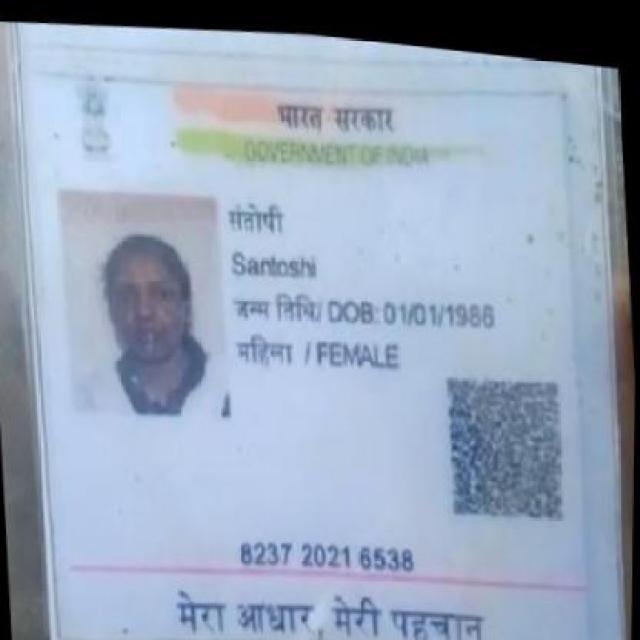 भारत सरकार
GOVERNMENT OF INDIA
संतोषी
Santoshi
जन्म तिथि/ DOB: 01/01/1986
महिला / FEMALE
8237 2021 6538
मेरा आधार, मेरी पहचान